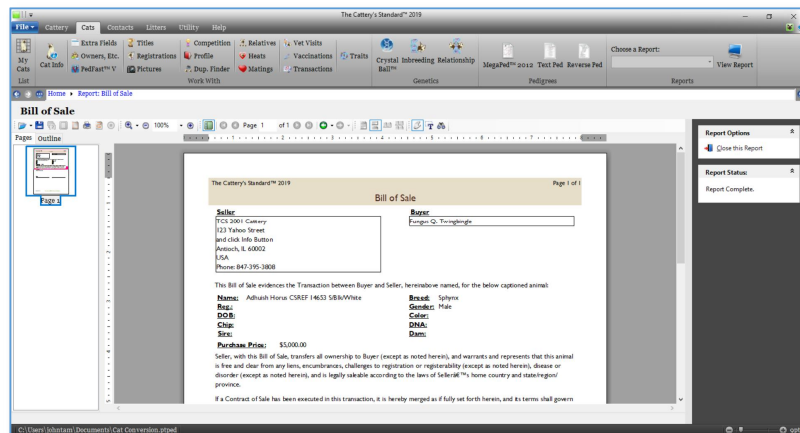 The Cattery's Standard™ 2019
File Cattery Cats Contacts Litters Utility Help
My Cats
Cat Info
Extra Fields
Owners, Etc.
PedFast™ V
Titles
Registrations
Pictures
Competition
Profile
Dup. Finder
Relatives
Heats
Matings
Vet Visits
Vaccinations
Transactions
Traits
Crystal Ball™
Inbreeding
Relationship
MegaPed™ 2012
Text Ped
Reverse Ped
Choose a Report:
View Report
List
Work With
Genetics
Pedigrees
Reports
Home Report: Bill of Sale
Bill of Sale
100%
Page 1 of 1
Pages Outline
Page 1
The Cattery's Standard™ 2019 Page 1 of 1
Bill of Sale
Seller Buyer
TCS 2001 Cattery Fungus Q. Twingbingle
123 Yahoo Street
and click Info Button
Antioch, IL 60002
USA
Phone: 847-395-3808
This Bill of Sale evidences the Transaction between Buyer and Seller, hereinabove named, for the below captioned animal:
Name: Adhuish Horus CSREF 14653 S/Blk/White Breed: Sphynx
Reg.: Gender: Male
DOB: Color:
Chip: DNA:
Sire: Dam:
Purchase Price: $5,000.00
Seller, with this Bill of Sale, transfers all ownership to Buyer (except as noted herein), and warrants and represents that this animal
is free and clear from any liens, encumbrances, challenges to registration or registerability (except as noted herein), disease or
disorder (except as noted herein), and is legally saleable according to the laws of Sellerâ€™s home country and state/region/
province.
If a Contract of Sale has been executed in this transaction, it is hereby merged as if fully set forth herein, and its terms shall govern
Report Options
Close this Report
Report Status:
Report Complete.
C:\Users\johntam\Documents\Cat Conversion.ptped